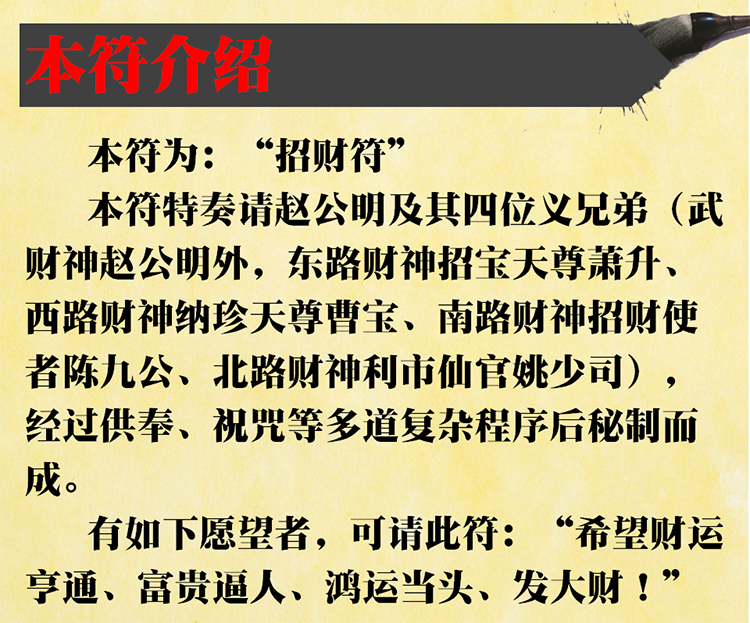 本符介绍
本符为：“招财符”
本符特奏请赵公明及其四位义兄弟（武
财神赵公明外，东路财神招宝天尊萧升、
西路财神纳珍天尊曹宝、南路财神招财使
者陈九公、北路财神利市仙官姚少司），
经过供奉、祝咒等多道复杂程序后秘制而
成。
有如下愿望者，可请此符：“希望财运
亨通、富贵逼人、鸿运当头、发大财！”